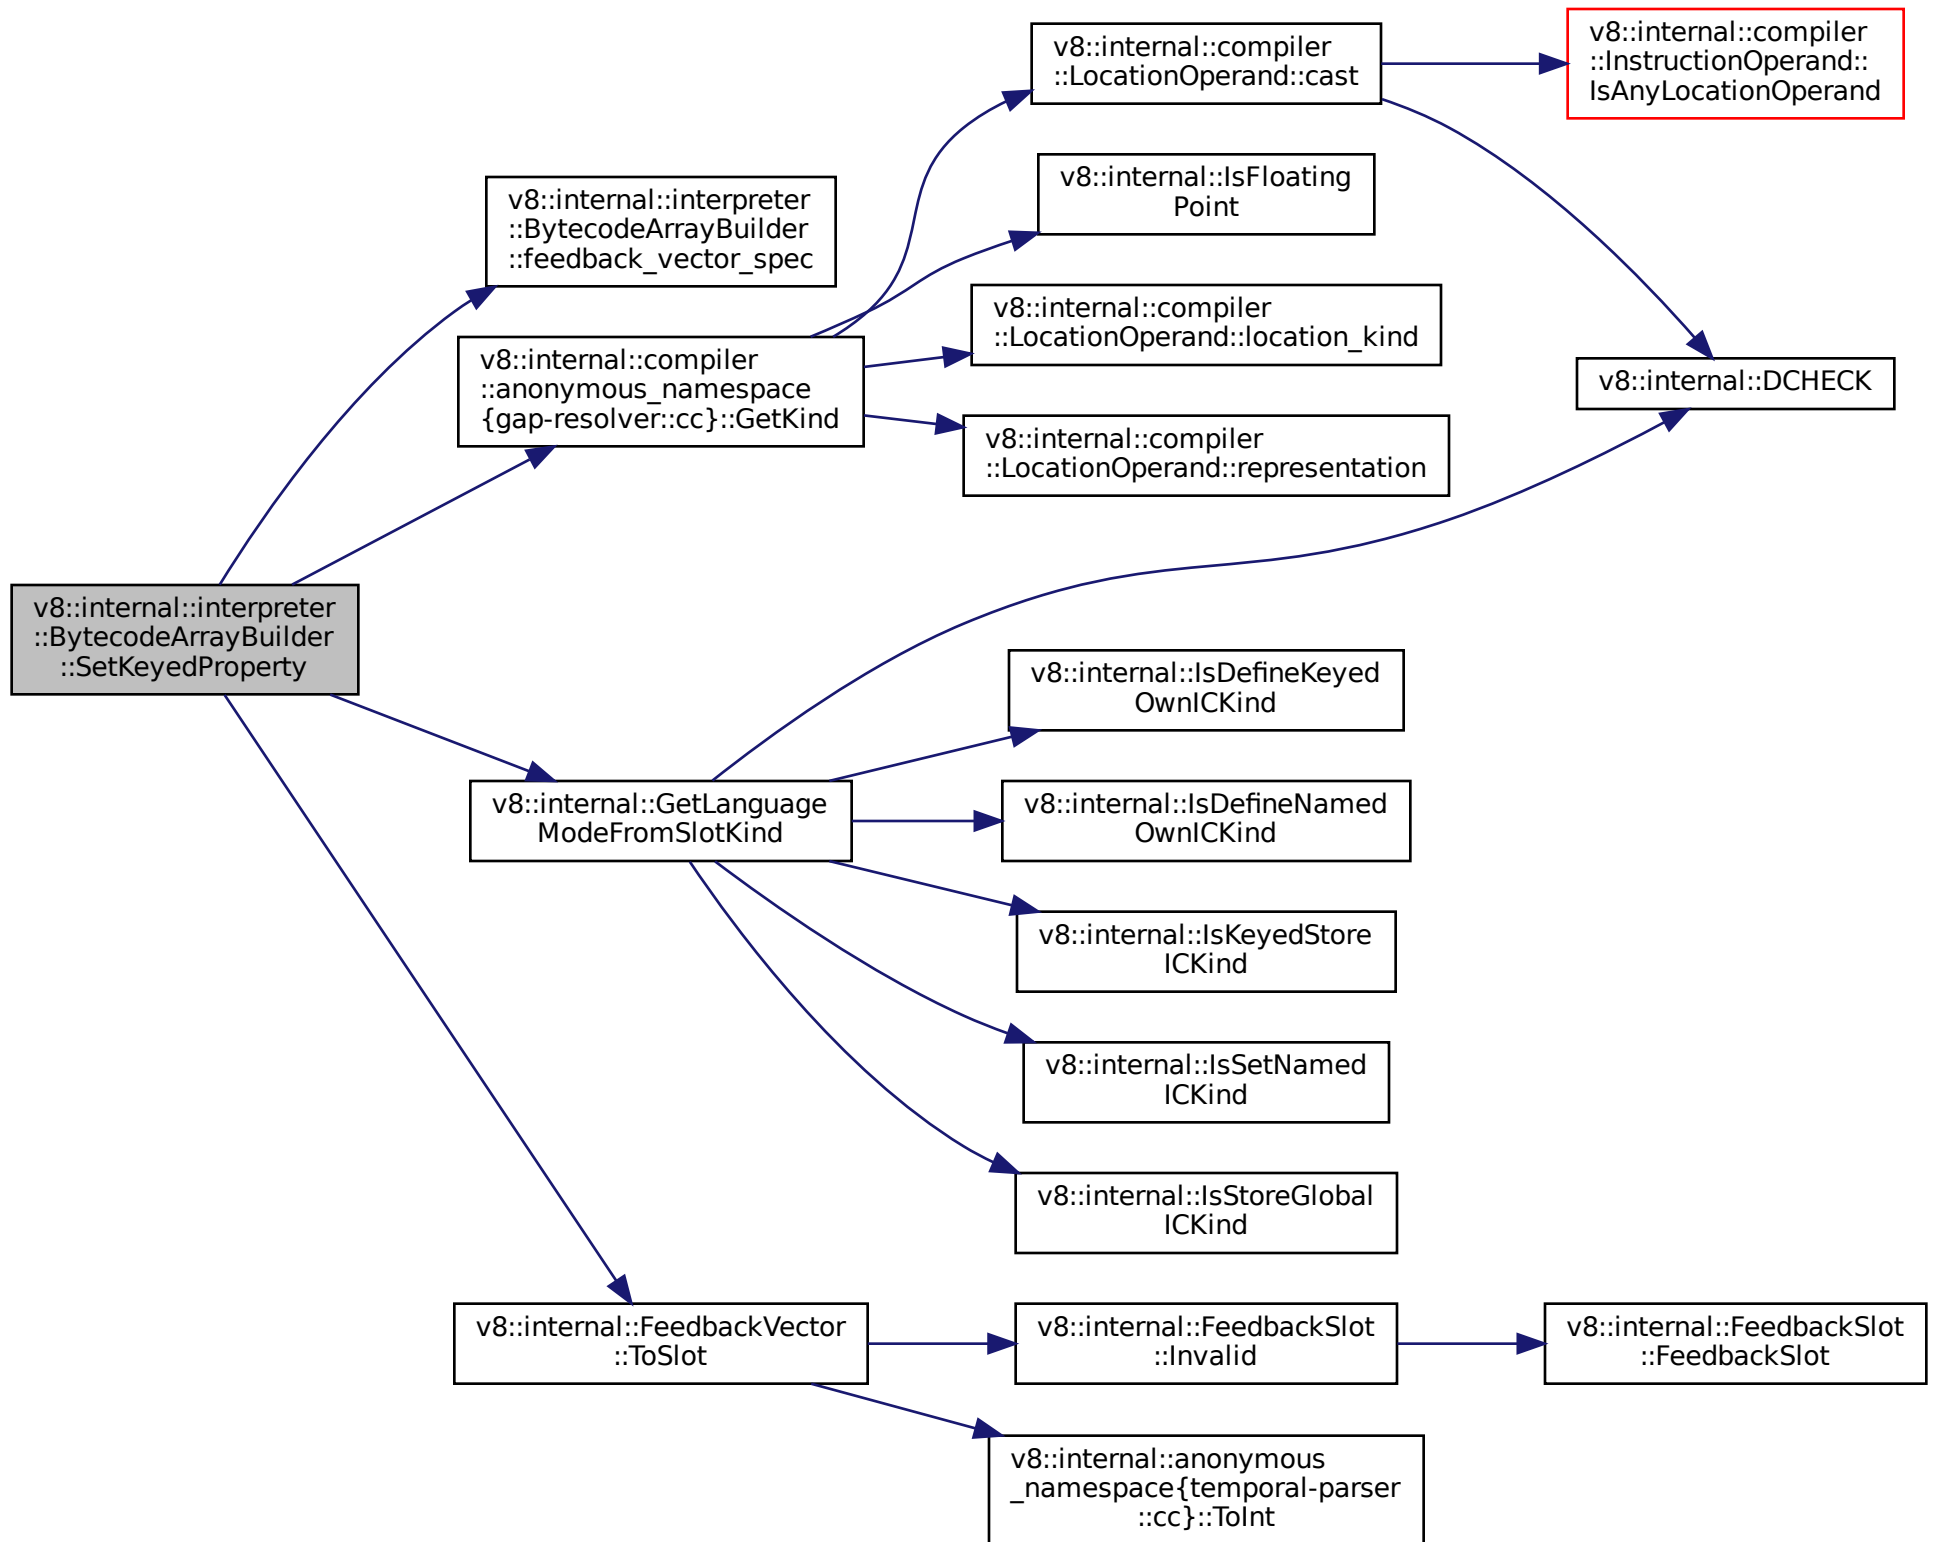 v8::internal::interpreter
::BytecodeArrayBuilder
::SetKeyedProperty
v8::internal::interpreter
::BytecodeArrayBuilder
::feedback_vector_spec
v8::internal::compiler
::anonymous_namespace
{gap-resolver::cc}::GetKind
v8::internal::compiler
::LocationOperand::cast
v8::internal::compiler
::InstructionOperand::
IsAnyLocationOperand
v8::internal::DCHECK
v8::internal::IsFloating
Point
v8::internal::compiler
::LocationOperand::location_kind
v8::internal::compiler
::LocationOperand::representation
v8::internal::GetLanguage
ModeFromSlotKind
v8::internal::IsDefineKeyed
OwnICKind
v8::internal::IsDefineNamed
OwnICKind
v8::internal::IsKeyedStore
ICKind
v8::internal::IsSetNamed
ICKind
v8::internal::IsStoreGlobal
ICKind
v8::internal::FeedbackVector
::ToSlot
v8::internal::FeedbackSlot
::Invalid
v8::internal::FeedbackSlot
::FeedbackSlot
v8::internal::anonymous
_namespace{temporal-parser
::cc}::ToInt